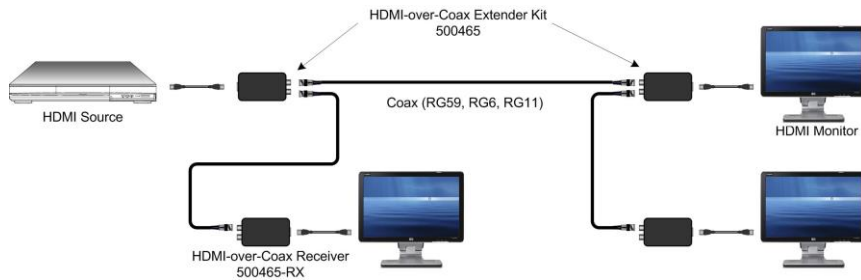 HDMI-over-Coax Extender Kit
500465
Coax (RG59, RG6, RG11)
HDMI Source
HDMI Monitor
HDMI-over-Coax Receiver
500465-RX